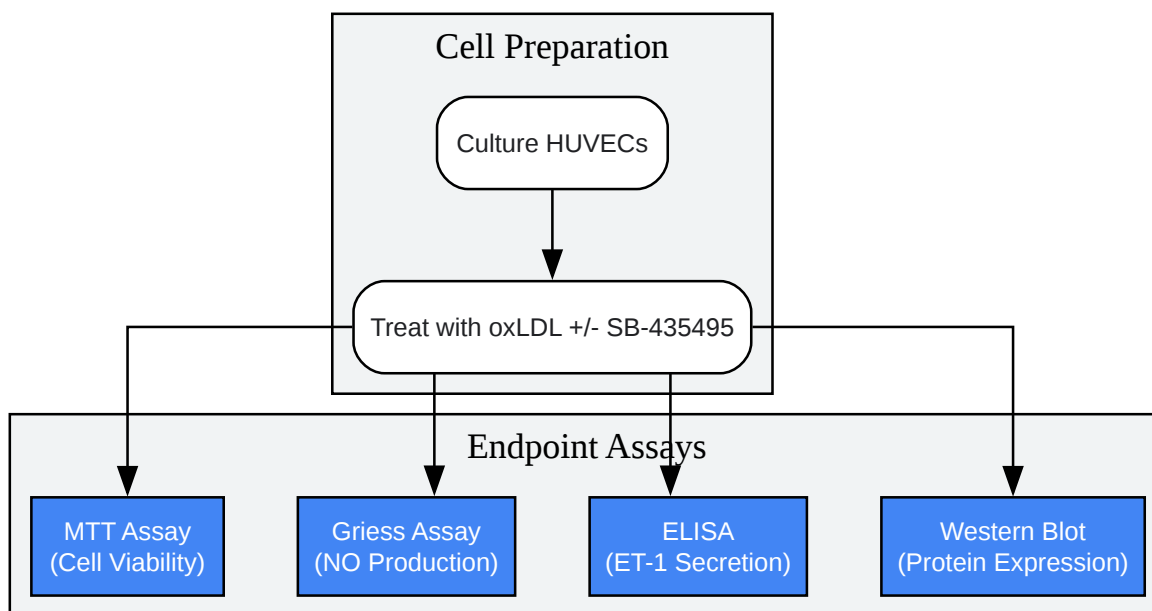 Cell Preparation
Culture HUVECs
Treat with oxLDL +/- SB-435495
Endpoint Assays
MTT Assay
(Cell Viability)
Griess Assay
(NO Production)
ELISA
(ET-1 Secretion)
Western Blot
(Protein Expression)